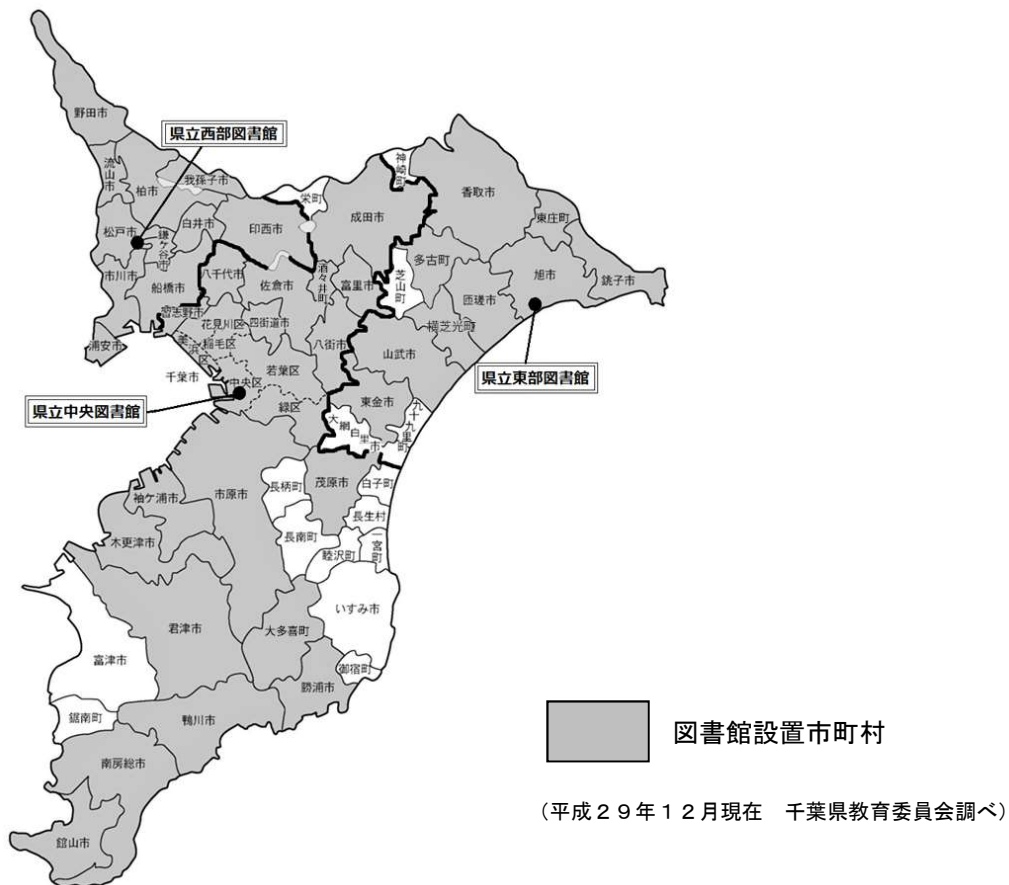 野田市
県立西部図書館
流山市
柏市
我孫子市
神崎町
栄町
香取市
成田市
東庄町
松戸市
鎌ケ谷市
白井市
印西市
多古町
旭市
銚子市
市川市
船橋市
八千代市
佐倉市
酒々井町
富里市
芝山町
匝瑳市
習志野市
花見川区
四街道市
横芝光町
浦安市
美浜区
稲毛区
八街市
山武市
千葉市
若葉区
中央区
県立東部図書館
県立中央図書館
緑区
東金市
九十九里町
大網白里市
市原市
長柄町
茂原市
白子町
袖ケ浦市
長生村
木更津市
長南町
睦沢町
一宮町
いすみ市
君津市
大多喜町
富津市
御宿町
勝浦市
鋸南町
鴨川市
図書館設置市町村
南房総市
(平成29年12月現在　千葉県教育委員会調べ)
館山市